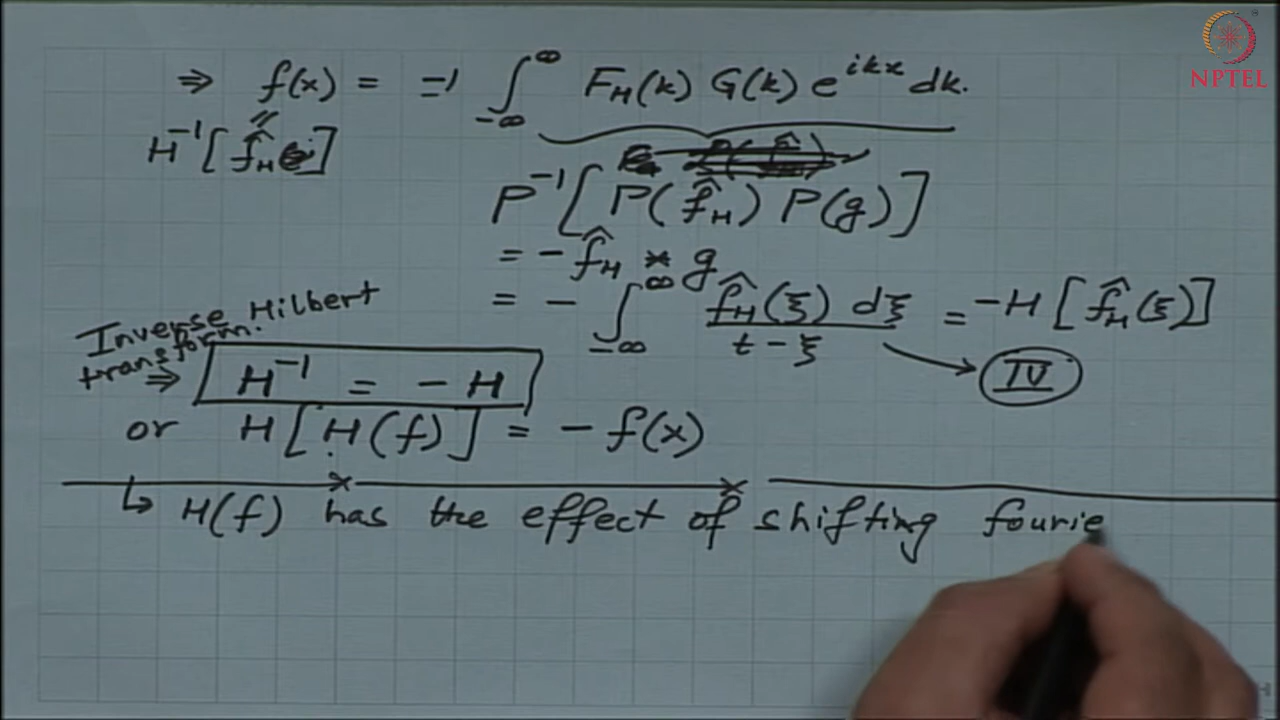 NPTEL
⇒ f(x) = -1 ∫_{-∞}^{∞} F_H(k) G(k) e^{ikx} dk.
H^{-1}[f̂_H]
P^{-1}[P(f̂_H) P(g)]
= - f̂_H * g
= - ∫_{-∞}^{∞} f̂_H(ξ) dξ / t - ξ = -H[f̂_H(ξ)]
IV
Inverse Hilbert
transform.
⇒ H^{-1} = - H
or H[H(f)] = - f(x)
↳ H(f) has the effect of shifting fourie